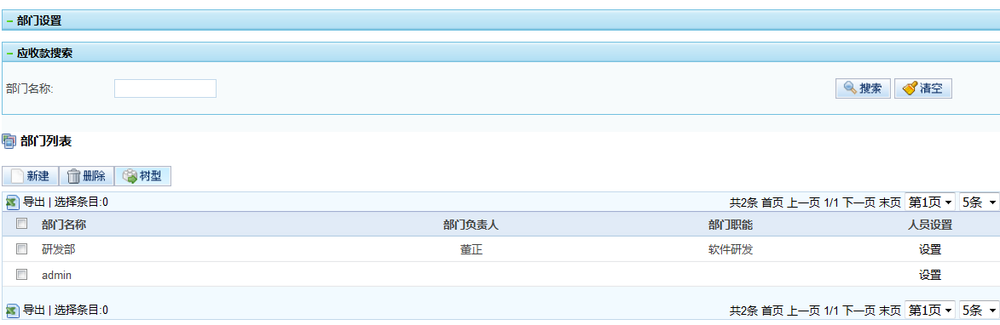 部门设置
应收款搜索
部门名称: 搜索 清空
部门列表
新建 删除 树型
导出 | 选择条目:0 共2条 首页 上一页 1/1 下一页 末页 第1页 5条
部门名称 部门负责人 部门职能 人员设置
研发部 董正 软件研发 设置
admin 设置
导出 | 选择条目:0 共2条 首页 上一页 1/1 下一页 末页 第1页 5条